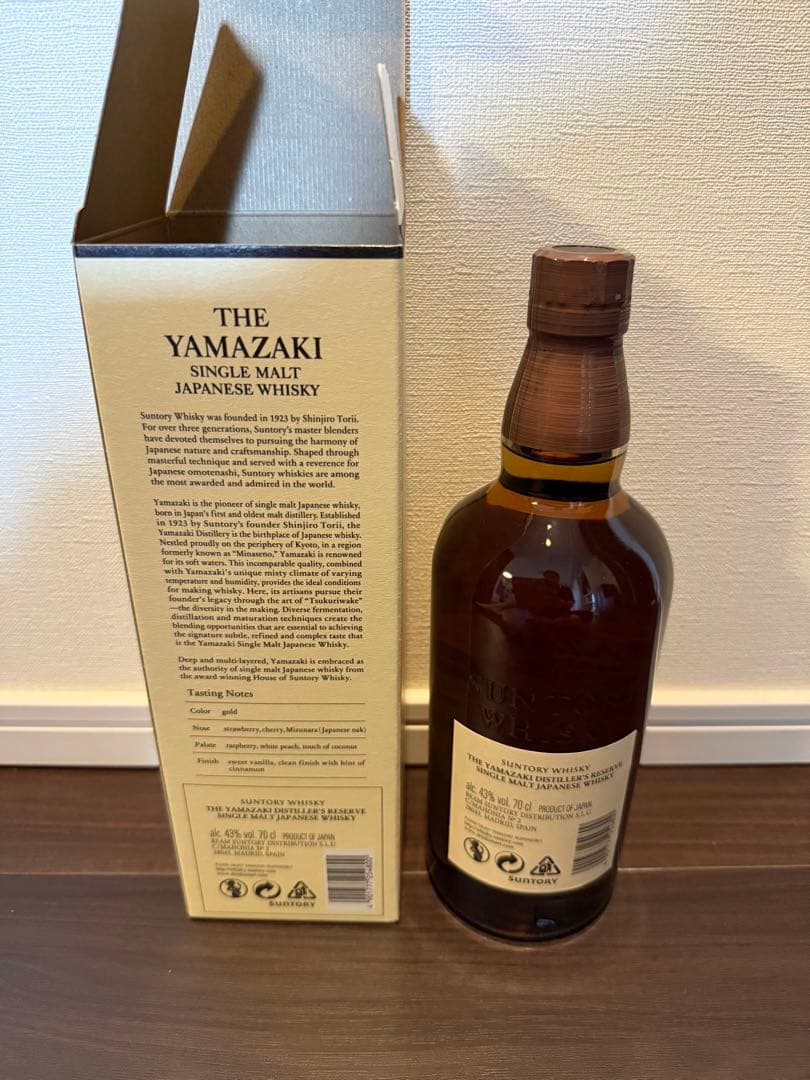 THE
YAMAZAKI
SINGLE MALT
JAPANESE WHISKY
Suntory Whisky was founded in 1923 by Shinjiro Torii.
For over three generations, Suntory's master blenders
have devoted themselves to pursuing the harmony of
Japanese nature and craftsmanship. Shaped through
masterful technique and served with a reverence for
Japanese omotenashi, Suntory whiskies are among
the most awarded and admired in the world.
Yamazaki is the pioneer of single malt Japanese whisky,
born in Japan's first and oldest malt distillery. Established
in 1923 by Suntory's founder Shinjiro Torii, the
Yamazaki Distillery is the birthplace of Japanese whisky.
Nestled proudly on the periphery of Kyoto, in a region
formerly known as "Minaseno," Yamazaki is renowned
for its soft waters. This incomparable quality, combined
with Yamazaki's unique misty climate of varying
temperature and humidity, provides the ideal conditions
for making whisky. Here, its artisans pursue their
founder's legacy through the art of "Tsukuriwake"
—the diversity in the making. Diverse fermentation,
distillation and maturation techniques create the
blending opportunities that are essential to achieving
the signature subtle, refined and complex taste that
is the Yamazaki Single Malt Japanese Whisky.
Deep and multi-layered, Yamazaki is embraced as
the authority of single malt Japanese whisky from
the award-winning House of Suntory Whisky.
Tasting Notes
Color gold
Nose strawberry, cherry, Mizunara (Japanese oak)
Palate raspberry, white peach, touch of coconut
Finish sweet vanilla, clean finish with hint of
cinnamon
SUNTORY WHISKY
THE YAMAZAKI DISTILLER'S RESERVE
SINGLE MALT JAPANESE WHISKY
alc. 43% vol. 70 cl PRODUCT OF JAPAN
BEAM SUNTORY DISTRIBUTION S.L.U
C/MAHONIA Nº 2
28043, MADRID, SPAIN
SUNTORY
SUNTORY
SUNTORY WHISKY
THE YAMAZAKI DISTILLER'S RESERVE
SINGLE MALT JAPANESE WHISKY
alc. 43% vol. 70 cl PRODUCT OF JAPAN
BEAM SUNTORY DISTRIBUTION S.L.U
C/MAHONIA Nº 2
28043, MADRID, SPAIN
SUNTORY